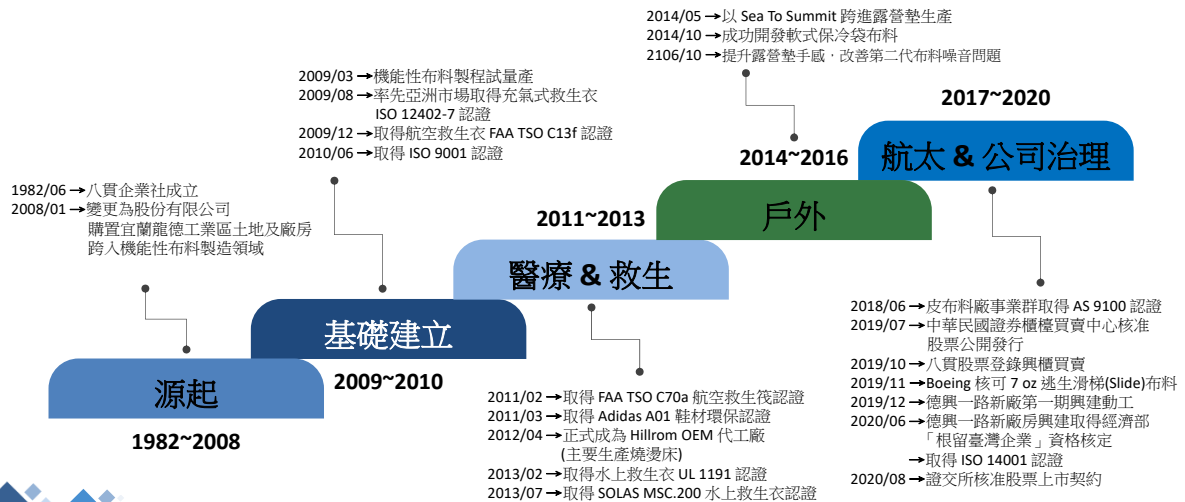 1982/06 →八貫企業社成立
2008/01→變更為股份有限公司
購置宜蘭龍德工業區土地及廠房
跨入機能性布料製造領域
源起
1982~2008
2009/03 →機能性布料製程試量產
2009/08 →率先亞洲市場取得充氣式救生衣
ISO 12402-7 認證
2009/12 →取得航空救生衣 FAA TSO C13f 認證
2010/06 →取得 ISO 9001 認證
基礎建立
2009~2010
2011~2013
醫療 & 救生
2011/02 →取得 FAA TSO C70a 航空救生筏認證
2011/03 →取得 Adidas A01 鞋材環保認證
2012/04 →正式成為 Hillrom OEM 代工廠
(主要生產燒燙床)
2013/02 →取得水上救生衣 UL 1191 認證
2013/07 →取得 SOLAS MSC.200 水上救生衣認證
2014/05 →以 Sea To Summit 跨進露營墊生產
2014/10 →成功開發軟式保冷袋布料
2106/10 →提升露營墊手感，改善第二代布料噪音問題
2014~2016
戶外
2017~2020
航太 & 公司治理
2018/06 →皮布料廠事業群取得 AS 9100 認證
2019/07 →中華民國證券櫃檯買賣中心核准
股票公開發行
2019/10 →八貫股票登錄興櫃買賣
2019/11 →Boeing 核可 7 oz 逃生滑梯(Slide)布料
2019/12 →德興一路新廠第一期興建動工
2020/06 →德興一路新廠房興建取得經濟部
「根留臺灣企業」資格核定
→取得 ISO 14001 認證
2020/08 →證交所核准股票上市契約